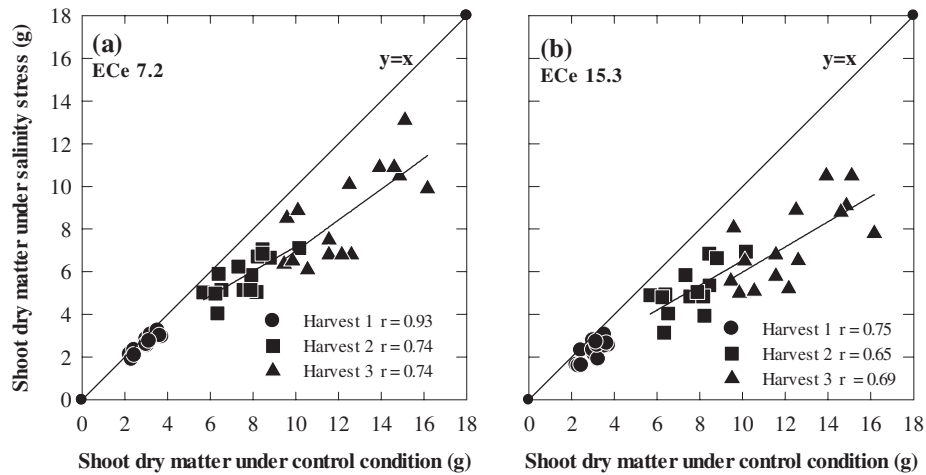 Shoot dry matter under salinity stress (g)
18
16
14
12
10
8
6
4
2
0
(a)
ECe 7.2
y=x
Harvest 1 r = 0.93
Harvest 2 r = 0.74
Harvest 3 r = 0.74
0 2 4 6 8 10 12 14 16 18
Shoot dry matter under control condition (g)
(b)
ECe 15.3
y=x
Harvest 1 r = 0.75
Harvest 2 r = 0.65
Harvest 3 r = 0.69
0 2 4 6 8 10 12 14 16 18
Shoot dry matter under control condition (g)